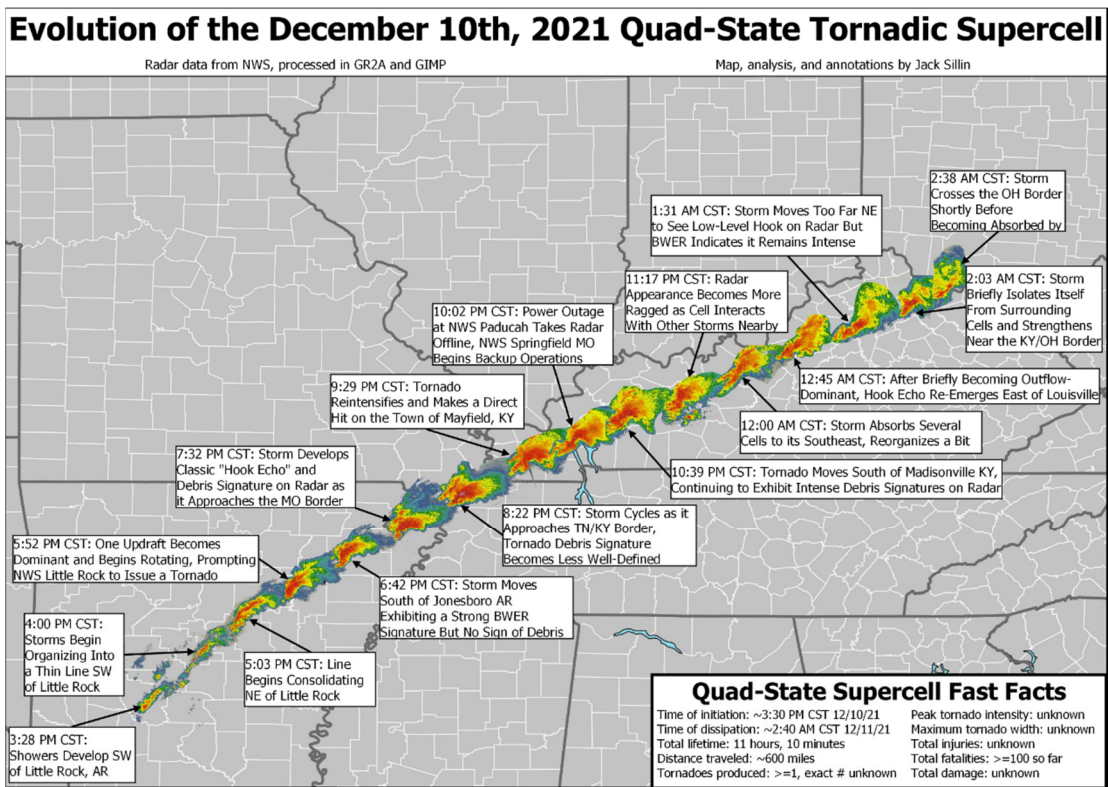 Evolution of the December 10th, 2021 Quad-State Tornadic Supercell
Radar data from NWS, processed in GR2A and GIMP
Map, analysis, and annotations by Jack Sillin
2:38 AM CST: Storm
Crosses the OH Border
Shortly Before
Becoming Absorbed by
1:31 AM CST: Storm Moves Too Far NE
to See Low-Level Hook on Radar But
BWER Indicates it Remains Intense
2:03 AM CST: Storm
Briefly Isolates Itself
From Surrounding
Cells and Strengthens
Near the KY/OH Border
11:17 PM CST: Radar
Appearance Becomes More
Ragged as Cell Interacts
With Other Storms Nearby
10:02 PM CST: Power Outage
at NWS Paducah Takes Radar
Offline, NWS Springfield MO
Begins Backup Operations
12:45 AM CST: After Briefly Becoming Outflow-
Dominant, Hook Echo Re-Emerges East of Louisville
9:29 PM CST: Tornado
Reintensifies and Makes a Direct
Hit on the Town of Mayfield, KY
12:00 AM CST: Storm Absorbs Several
Cells to its Southeast, Reorganizes a Bit
7:32 PM CST: Storm Develops
Classic "Hook Echo" and
Debris Signature on Radar as
it Approaches the MO Border
10:39 PM CST: Tornado Moves South of Madisonville KY,
Continuing to Exhibit Intense Debris Signatures on Radar
8:22 PM CST: Storm Cycles as it
Approaches TN/KY Border,
Tornado Debris Signature
Becomes Less Well-Defined
5:52 PM CST: One Updraft Becomes
Dominant and Begins Rotating, Prompting
NWS Little Rock to Issue a Tornado
6:42 PM CST: Storm Moves
South of Jonesboro AR
Exhibiting a Strong BWER
Signature But No Sign of Debris
4:00 PM CST:
Storms Begin
Organizing Into
a Thin Line SW
of Little Rock
5:03 PM CST: Line
Begins Consolidating
NE of Little Rock
3:28 PM CST:
Showers Develop SW
of Little Rock, AR
Quad-State Supercell Fast Facts
Time of initiation: ~3:30 PM CST 12/10/21
Time of dissipation: ~2:40 AM CST 12/11/21
Total lifetime: 11 hours, 10 minutes
Distance traveled: ~600 miles
Tornadoes produced: >=1, exact # unknown
Peak tornado intensity: unknown
Maximum tornado width: unknown
Total injuries: unknown
Total fatalities: >=100 so far
Total damage: unknown